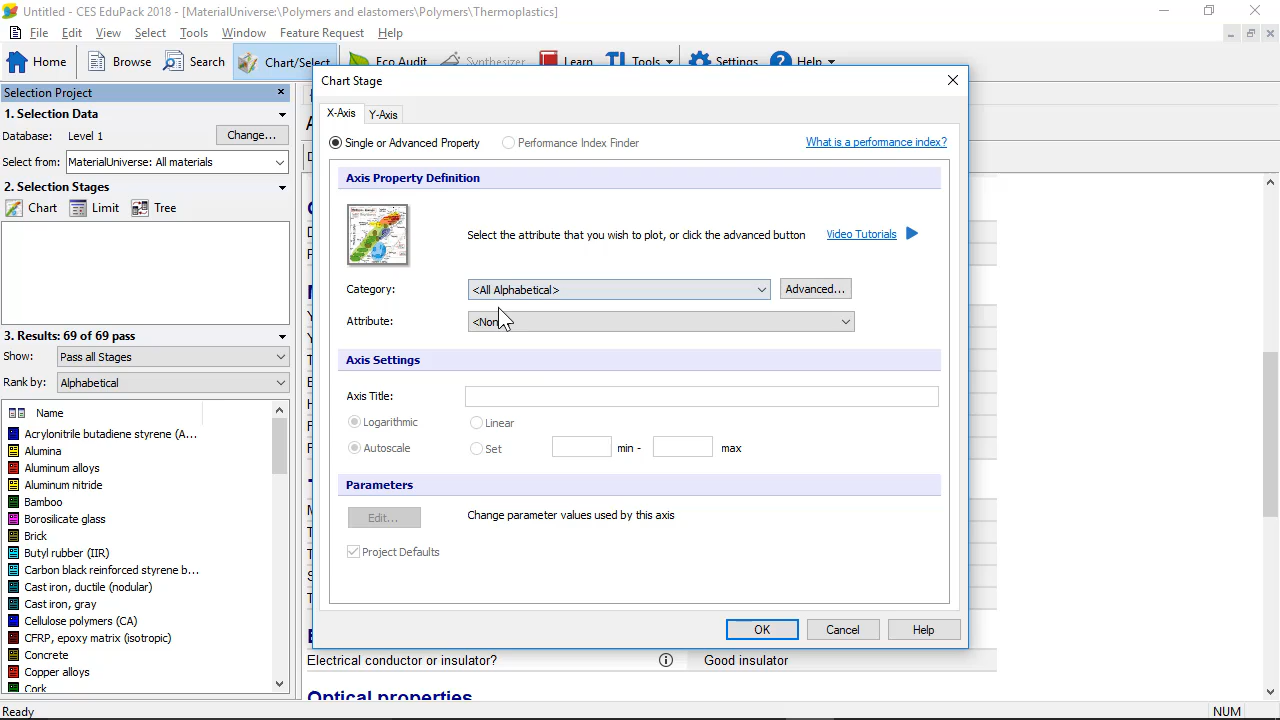 Untitled - CES EduPack 2018 - [MaterialUniverse:\Polymers and elastomers\Polymers\Thermoplastics]
File Edit View Select Tools Window Feature Request Help
Home Browse Search Chart/Select Eco Audit Synthesizer Learn Tools Settings Help
Selection Project
1. Selection Data
Database: Level 1 Change...
Select from: MaterialUniverse: All materials
2. Selection Stages
Chart Limit Tree
3. Results: 69 of 69 pass
Show: Pass all Stages
Rank by: Alphabetical
Name
Acrylonitrile butadiene styrene (A...
Alumina
Aluminum alloys
Aluminum nitride
Bamboo
Borosilicate glass
Brick
Butyl rubber (IIR)
Carbon black reinforced styrene b...
Cast iron, ductile (nodular)
Cast iron, gray
Cellulose polymers (CA)
CFRP, epoxy matrix (isotropic)
Concrete
Copper alloys
Cork
Chart Stage
X-Axis Y-Axis
Single or Advanced Property Performance Index Finder What is a performance index?
Axis Property Definition
Select the attribute that you wish to plot, or click the advanced button Video Tutorials
Category: <All Alphabetical> Advanced...
Attribute:
Axis Settings
Axis Title:
Logarithmic Linear
Autoscale Set min - max
Parameters
Edit... Change parameter values used by this axis
Project Defaults
OK Cancel Help
Electrical conductor or insulator? Good insulator
Optical properties
Ready NUM